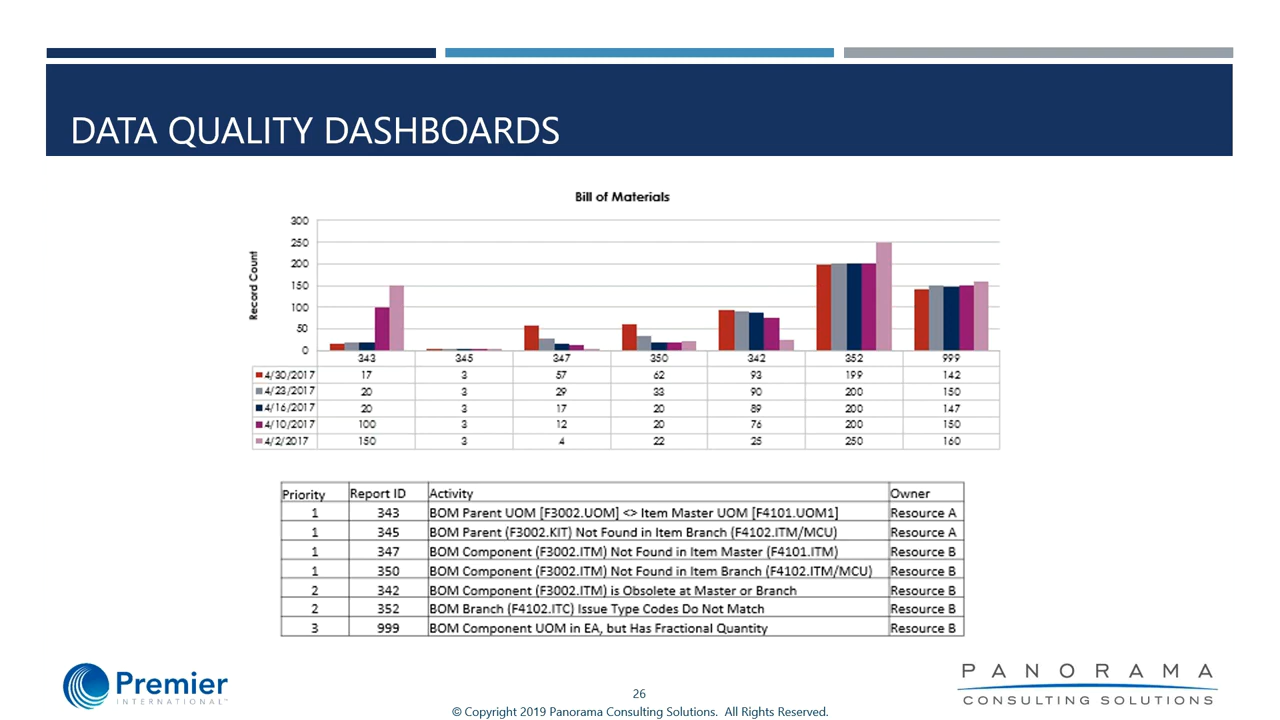 DATA QUALITY DASHBOARDS
Bill of Materials
Record Count
300
250
200
150
100
50
0
343 345 347 350 342 352 999
4/30/2017 17 3 57 62 93 199 142
4/23/2017 20 3 29 33 90 200 150
4/16/2017 20 3 17 20 89 200 147
4/10/2017 100 3 12 20 76 200 150
4/2/2017 150 3 4 22 25 250 160
Priority Report ID Activity Owner
1 343 BOM Parent UOM [F3002.UOM] <> Item Master UOM [F4101.UOM1] Resource A
1 345 BOM Parent (F3002.KIT) Not Found in Item Branch (F4102.ITM/MCU) Resource A
1 347 BOM Component (F3002.ITM) Not Found in Item Master (F4101.ITM) Resource B
1 350 BOM Component (F3002.ITM) Not Found in Item Branch (F4102.ITM/MCU) Resource B
2 342 BOM Component (F3002.ITM) is Obsolete at Master or Branch Resource B
2 352 BOM Branch (F4102.ITC) Issue Type Codes Do Not Match Resource B
3 999 BOM Component UOM in EA, but Has Fractional Quantity Resource B
Premier
INTERNATIONAL™
26
© Copyright 2019 Panorama Consulting Solutions. All Rights Reserved.
PANORAMA
CONSULTING SOLUTIONS